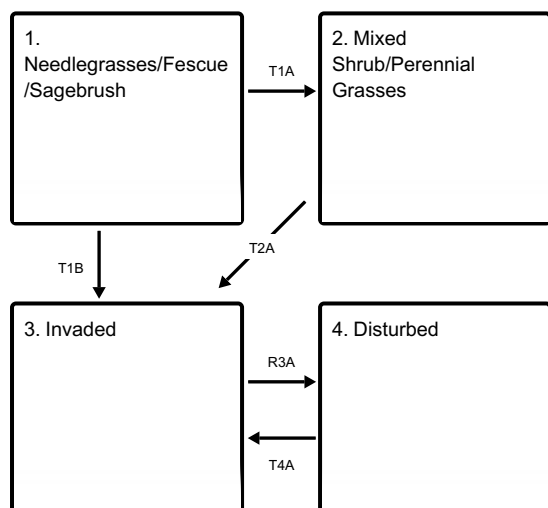 1.
Needlegrasses/Fescue
/Sagebrush
T1A
2. Mixed
Shrub/Perennial
Grasses
T1B
T2A
3. Invaded
R3A
4. Disturbed
T4A